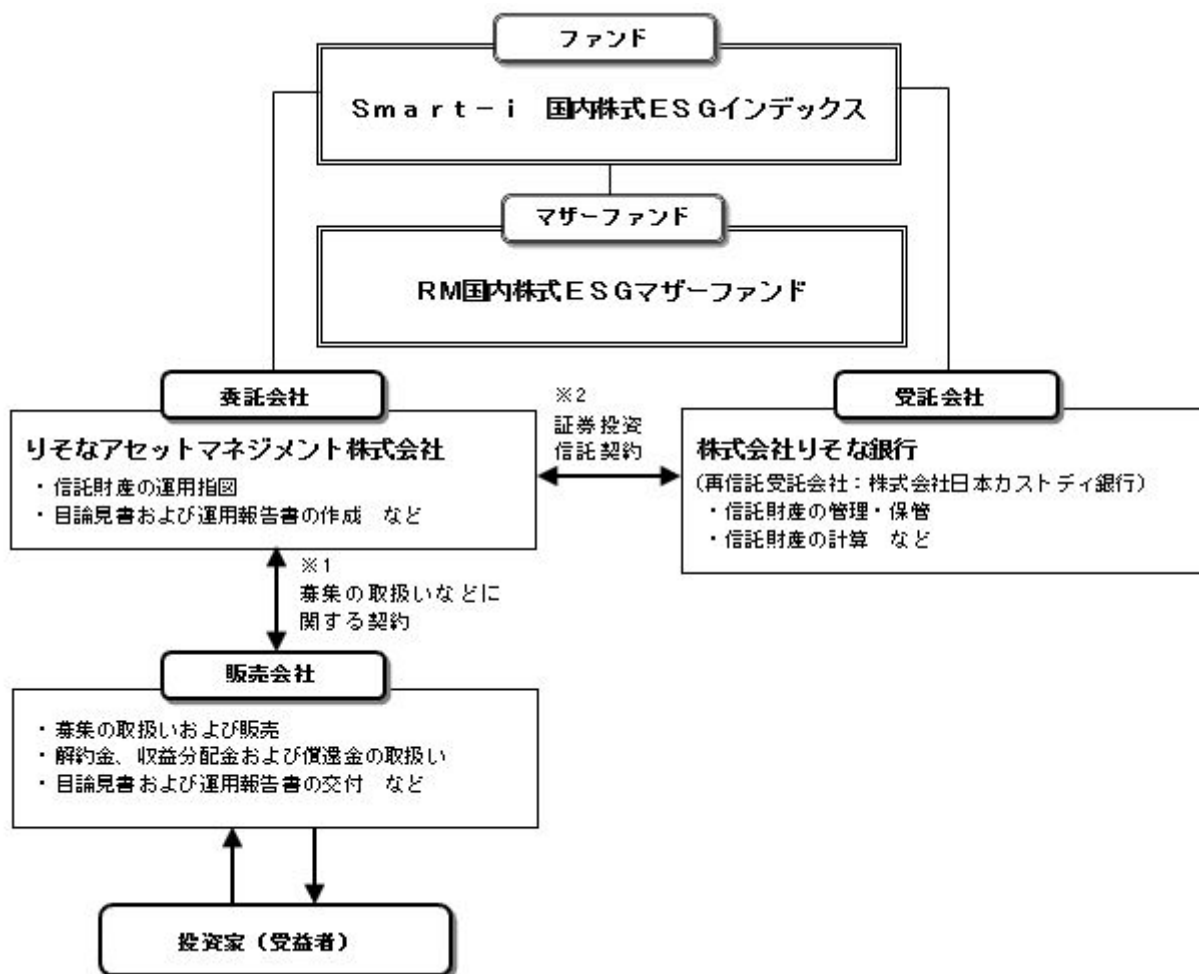 ファンド
Ｓｍａｒｔ－ｉ　国内株式ＥＳＧインデックス
マザーファンド
ＲＭ国内株式ＥＳＧマザーファンド
委託会社
りそなアセットマネジメント株式会社
・信託財産の運用指図
・目論見書および運用報告書の作成　など
※2
証券投資
信託契約
受託会社
株式会社りそな銀行
(再信託受託会社：株式会社日本カストディ銀行)
・信託財産の管理・保管
・信託財産の計算　など
※1
募集の取扱いなどに
関する契約
販売会社
・募集の取扱いおよび販売
・解約金、収益分配金および償還金の取扱い
・目論見書および運用報告書の交付　など
投資家（受益者）